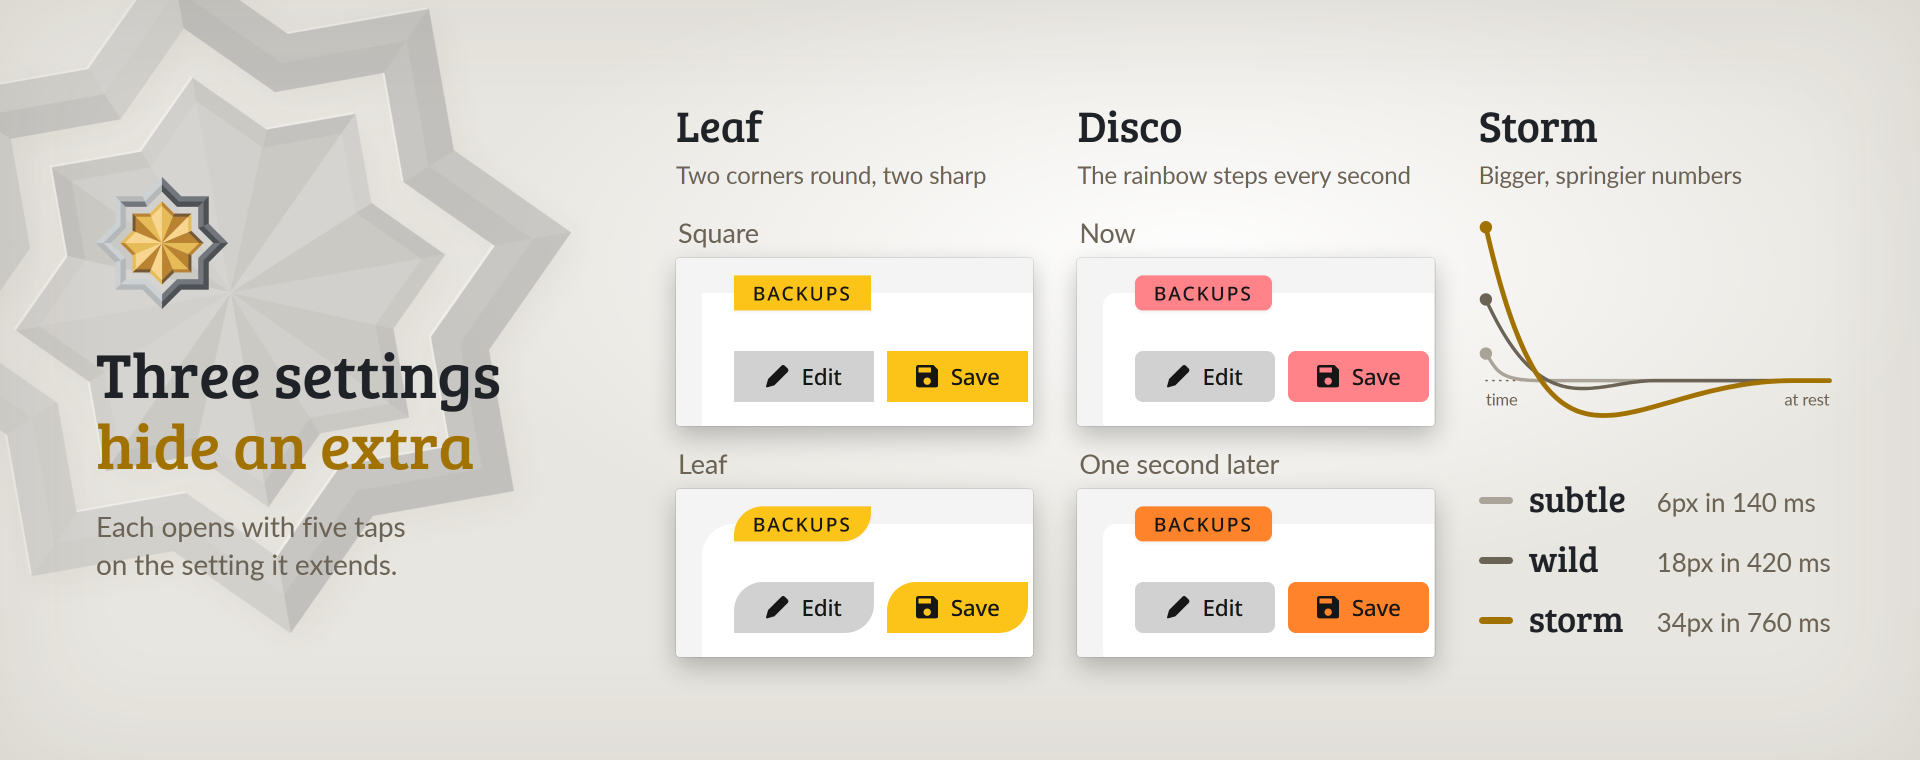 Three settings
hide an extra
Each opens with five taps
on the setting it extends.
Leaf
Two corners round, two sharp
Square
BACKUPS
Edit
Save
Leaf
BACKUPS
Edit
Save
Disco
The rainbow steps every second
Now
BACKUPS
Edit
Save
One second later
BACKUPS
Edit
Save
Storm
Bigger, springier numbers
time
at rest
subtle 6px in 140 ms
wild 18px in 420 ms
storm 34px in 760 ms